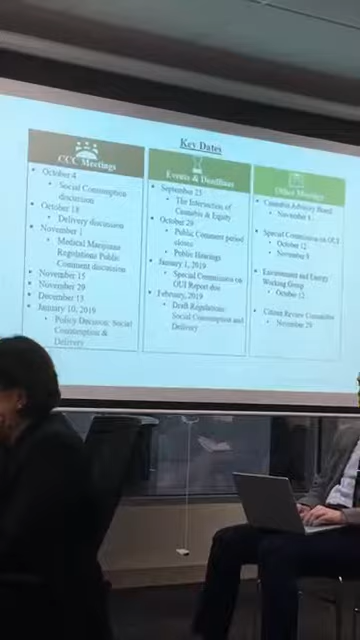 Key Dates
CCC Meetings
• October 4
• Social Consumption
discussion
• October 18
• Delivery discussion
• November 1
• Medical Marijuana
Regulations Public
Comment discussion
• November 15
• November 29
• December 13
• January 10, 2019
• Policy Decision: Social
Consumption &
Delivery
Events & Deadlines
• September 23
• The Intersection of
Cannabis & Equity
• October 29
• Public Comment period
closes
• Public Hearings
• January 1, 2019
• Special Commission on
OUI Report due
• February, 2019
• Draft Regulations:
Social Consumption and
Delivery
Other Meetings
Cannabis Advisory Board
• November 8
Special Commission on OUI
• October 12
• November 9
Environment and Energy
Working Group
• October 12
Citizen Review Committee
• November 29